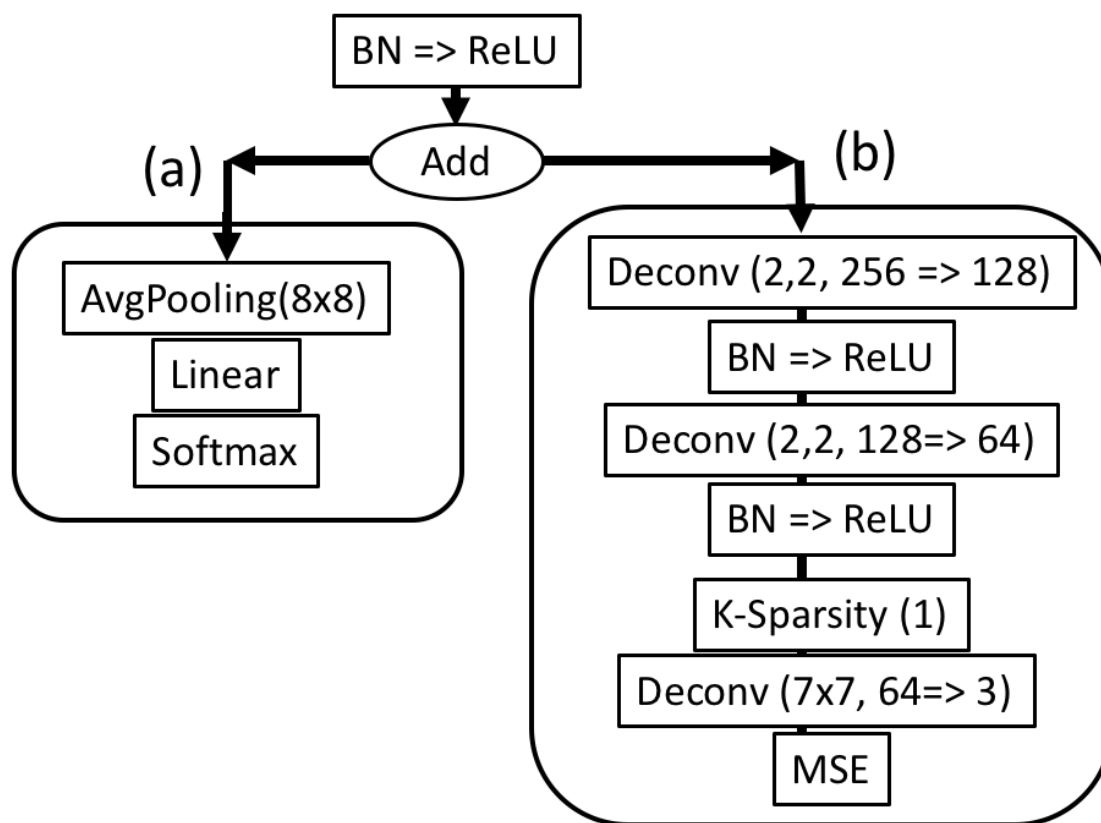 BN => ReLU
Add
(a)
(b)
AvgPooling(8x8)
Linear
Softmax
Deconv (2,2, 256 => 128)
BN => ReLU
Deconv (2,2, 128=> 64)
BN => ReLU
K-Sparsity (1)
Deconv (7x7, 64=> 3)
MSE